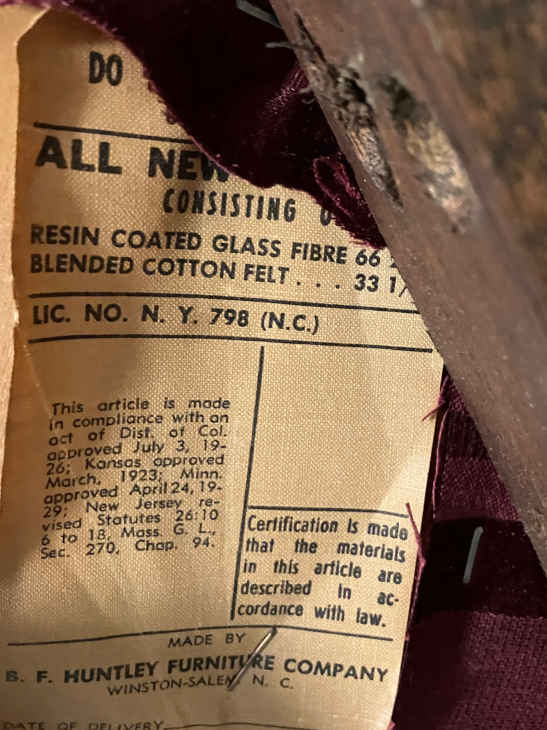 DO
ALL NEW
CONSISTING
RESIN COATED GLASS FIBRE 66
BLENDED COTTON FELT . . . 33 1/
LIC. NO. N. Y. 798 (N.C.)
This article is made
in compliance with an
act of Dist. of Col.
approved July 3, 19-
26; Kansas approved
March, 1923; Minn.
approved April 24, 19-
29; New Jersey re-
vised Statutes 26:10
6 to 18, Mass. G. L.,
Sec. 270, Chap. 94.
Certification is made
that the materials
in this article are
described in ac-
cordance with law.
MADE BY
B. F. HUNTLEY FURNITURE COMPANY
WINSTON-SALEM, N. C.
DATE OF DELIVERY